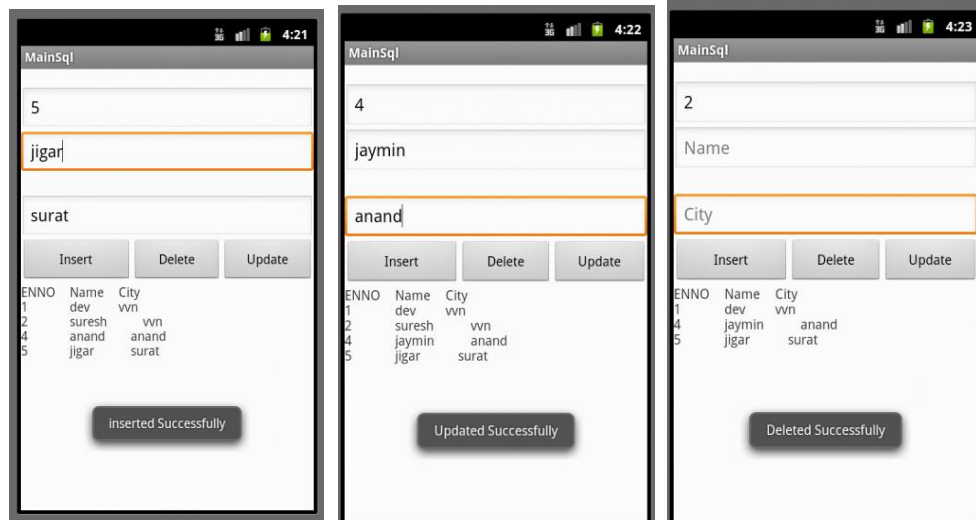 3G 4:21
MainSql
5
jigar
surat
Insert Delete Update
ENNO Name City
1 dev vvn
2 suresh vvn
4 anand anand
5 jigar surat
inserted Successfully
3G 4:22
MainSql
4
jaymin
anand
Insert Delete Update
ENNO Name City
1 dev vvn
2 suresh vvn
4 jaymin anand
5 jigar surat
Updated Successfully
3G 4:23
MainSql
2
Name
City
Insert Delete Update
ENNO Name City
1 dev vvn
4 jaymin anand
5 jigar surat
Deleted Successfully